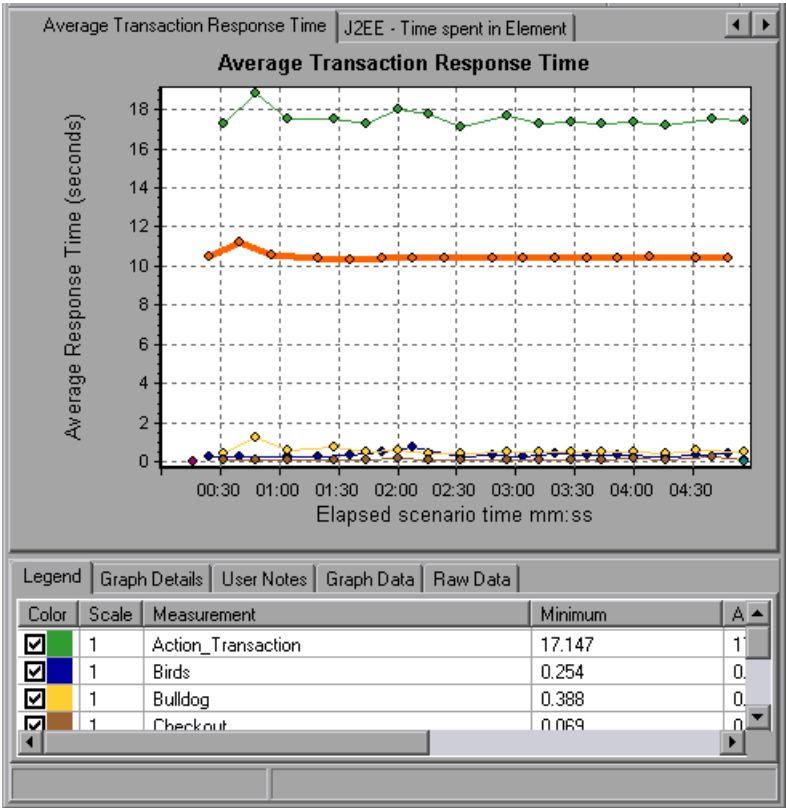 Average Transaction Response Time J2EE - Time spent in Element
Average Transaction Response Time
Average Response Time (seconds)
18
16
14
12
10
8
6
4
2
0
00:30 01:00 01:30 02:00 02:30 03:00 03:30 04:00 04:30
Elapsed scenario time mm:ss
Legend Graph Details User Notes Graph Data Raw Data
Color Scale Measurement Minimum A
1 Action_Transaction 17.147 1
1 Birds 0.254 0.
1 Bulldog 0.388 0.
1 Checkout 0.069 0